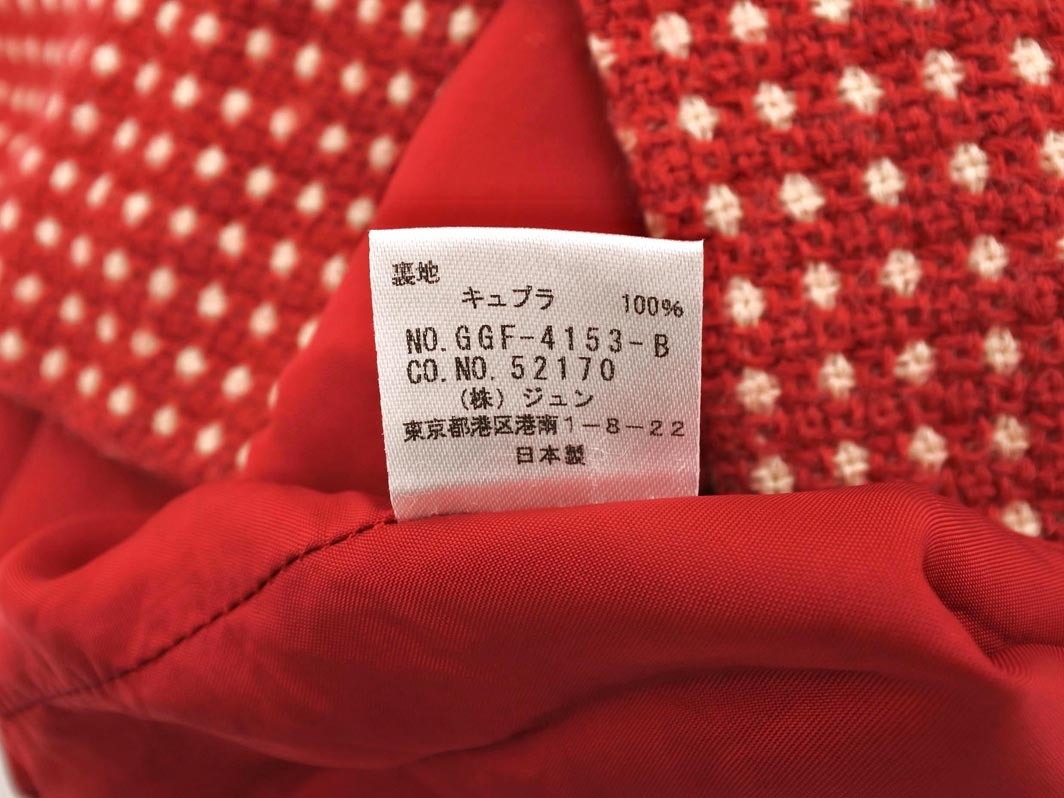 裏地
キュプラ 100%
NO.GGF-4153-B
CO.NO.52170
(株)ジュン
東京都港区港南1-8-22
日本製